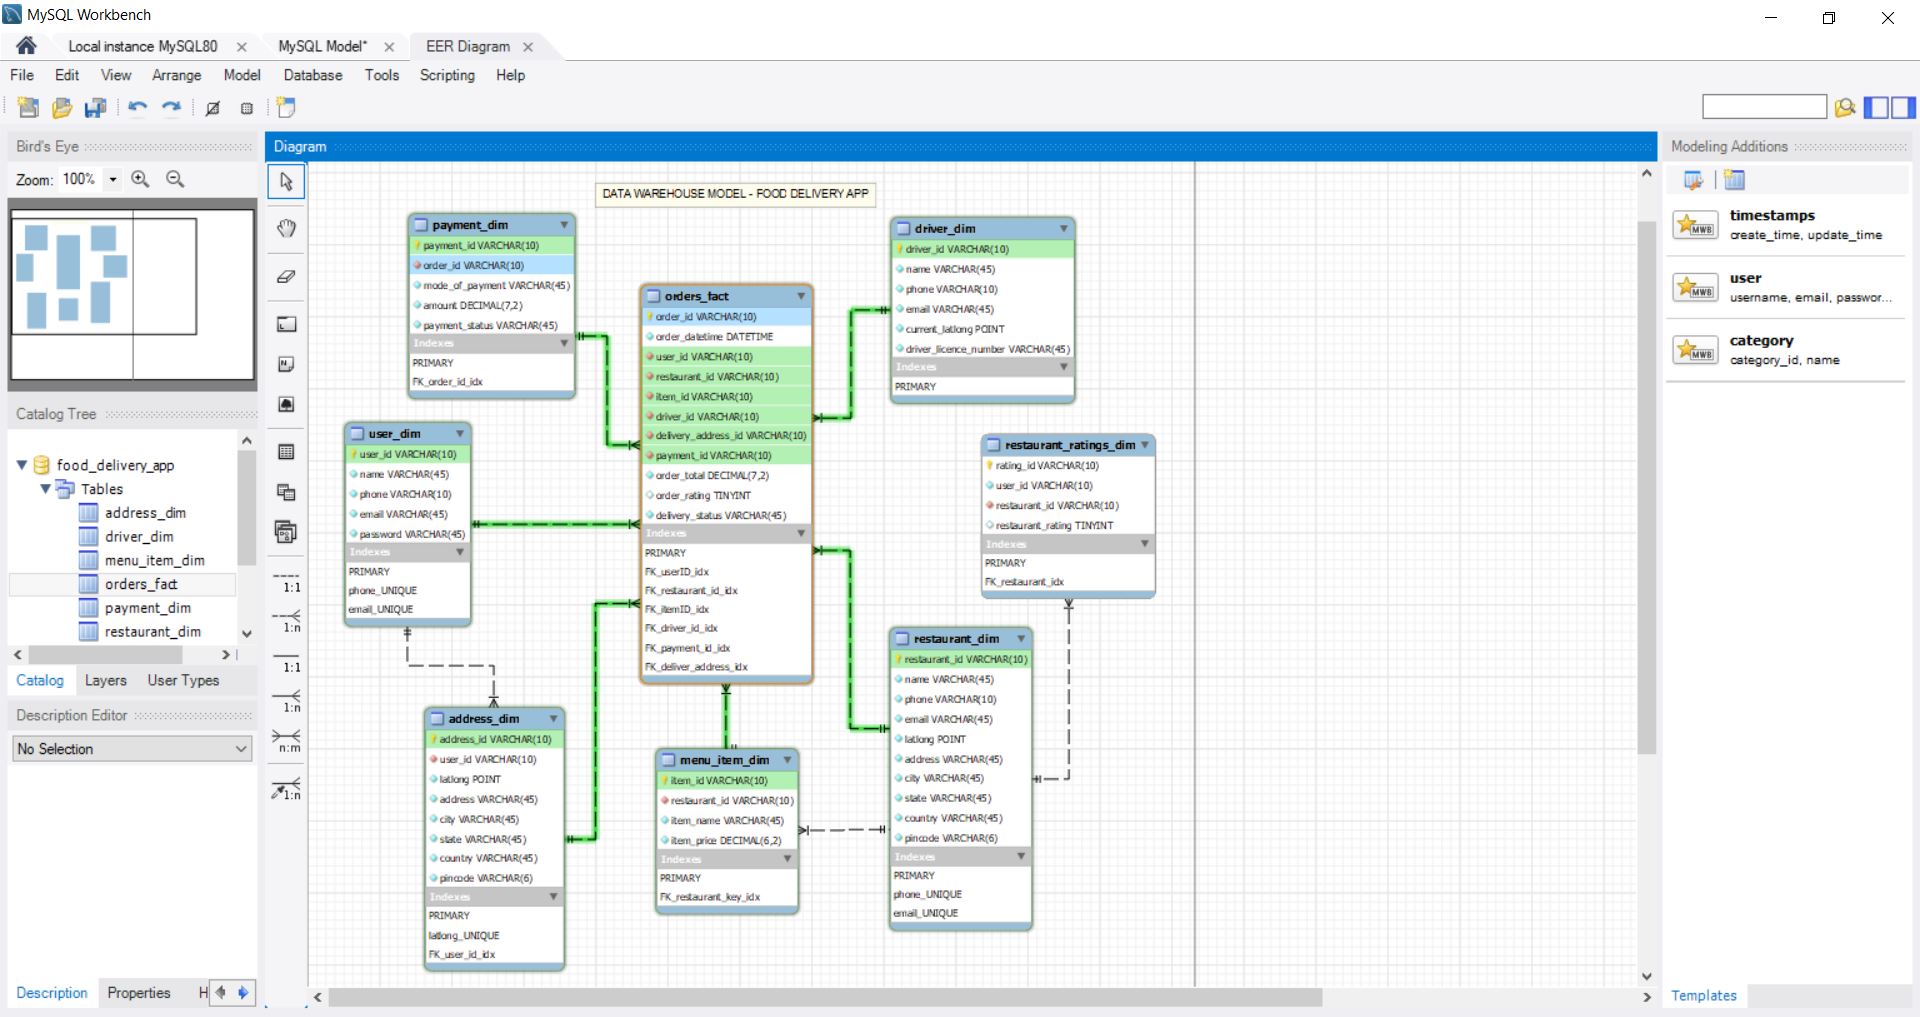 MySQL Workbench
Local instance MySQL80
MySQL Model*
EER Diagram
File Edit View Arrange Model Database Tools Scripting Help
Bird's Eye
Zoom: 100%
Catalog Tree
food_delivery_app
Tables
address_dim
driver_dim
menu_item_dim
orders_fact
payment_dim
restaurant_dim
Catalog Layers User Types
Description Editor
No Selection
Description Properties H
Diagram
1:1
1:n
1:1
1:n
n:m
1:n
DATA WAREHOUSE MODEL - FOOD DELIVERY APP
payment_dim
payment_id VARCHAR(10)
order_id VARCHAR(10)
mode_of_payment VARCHAR(45)
amount DECIMAL(7,2)
payment_status VARCHAR(45)
Indexes
PRIMARY
FK_order_id_idx
user_dim
user_id VARCHAR(10)
name VARCHAR(45)
phone VARCHAR(10)
email VARCHAR(45)
password VARCHAR(45)
Indexes
PRIMARY
phone_UNIQUE
email_UNIQUE
address_dim
address_id VARCHAR(10)
user_id VARCHAR(10)
latlong POINT
address VARCHAR(45)
city VARCHAR(45)
state VARCHAR(45)
country VARCHAR(45)
pincode VARCHAR(6)
Indexes
PRIMARY
latlong_UNIQUE
FK_user_id_idx
orders_fact
order_id VARCHAR(10)
order_datetime DATETIME
user_id VARCHAR(10)
restaurant_id VARCHAR(10)
item_id VARCHAR(10)
driver_id VARCHAR(10)
delivery_address_id VARCHAR(10)
payment_id VARCHAR(10)
order_total DECIMAL(7,2)
order_rating TINYINT
delivery_status VARCHAR(45)
Indexes
PRIMARY
FK_userID_idx
FK_restaurant_id_idx
FK_itemID_idx
FK_driver_id_idx
FK_payment_id_idx
FK_deliver_address_idx
menu_item_dim
item_id VARCHAR(10)
restaurant_id VARCHAR(10)
item_name VARCHAR(45)
item_price DECIMAL(6,2)
Indexes
PRIMARY
FK_restaurant_key_idx
driver_dim
driver_id VARCHAR(10)
name VARCHAR(45)
phone VARCHAR(10)
email VARCHAR(45)
current_latlong POINT
driver_licence_number VARCHAR(45)
Indexes
PRIMARY
restaurant_ratings_dim
rating_id VARCHAR(10)
user_id VARCHAR(10)
restaurant_id VARCHAR(10)
restaurant_rating TINYINT
Indexes
PRIMARY
FK_restaurant_idx
restaurant_dim
restaurant_id VARCHAR(10)
name VARCHAR(45)
phone VARCHAR(10)
email VARCHAR(45)
latlong POINT
address VARCHAR(45)
city VARCHAR(45)
state VARCHAR(45)
country VARCHAR(45)
pincode VARCHAR(6)
Indexes
PRIMARY
phone_UNIQUE
email_UNIQUE
Modeling Additions
MWB
timestamps
create_time, update_time
MWB
user
username, email, passwor...
MWB
category
category_id, name
Templates